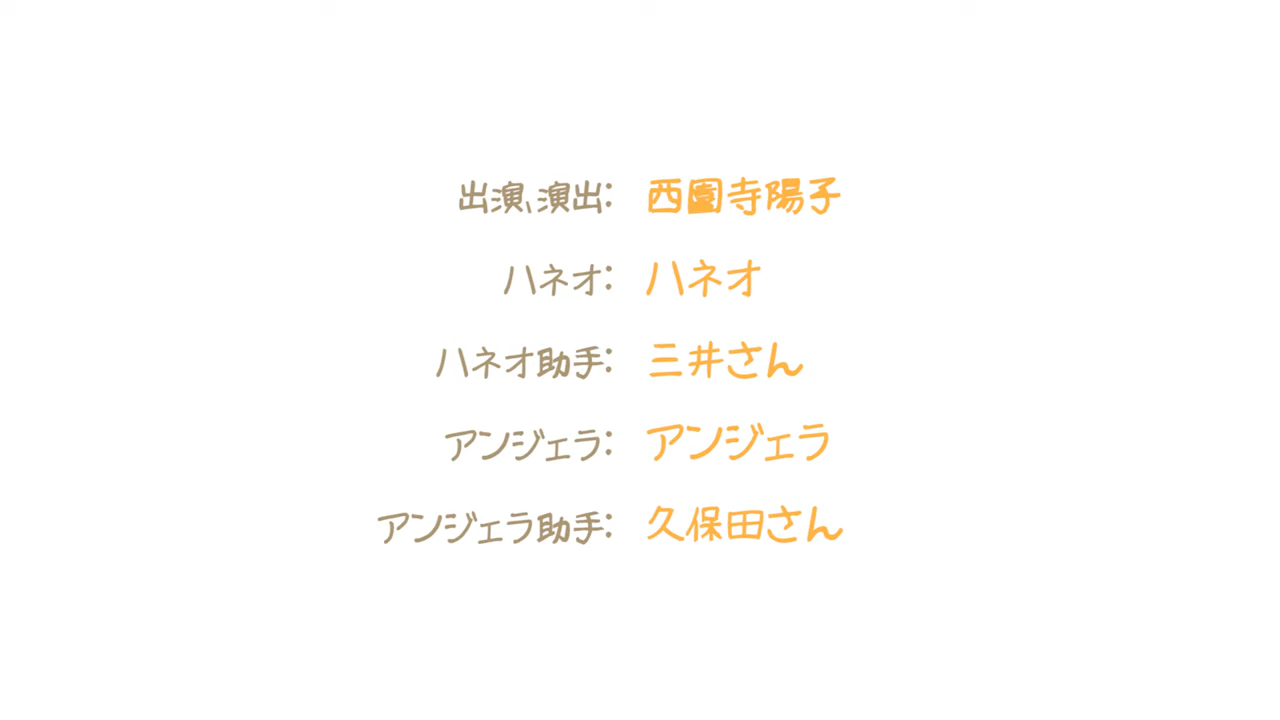 出演、演出: 西園寺陽子
ハネオ: ハネオ
ハネオ助手: 三井さん
アンジェラ: アンジェラ
アンジェラ助手: 久保田さん